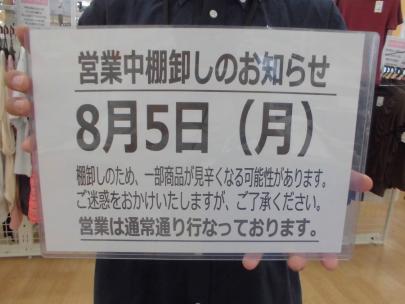 営業中棚卸しのお知らせ
8月5日（月）
棚卸しのため、一部商品が見辛くなる可能性があります。
ご迷惑をおかけいたしますが、ご了承ください。
営業は通常通り行なっております。